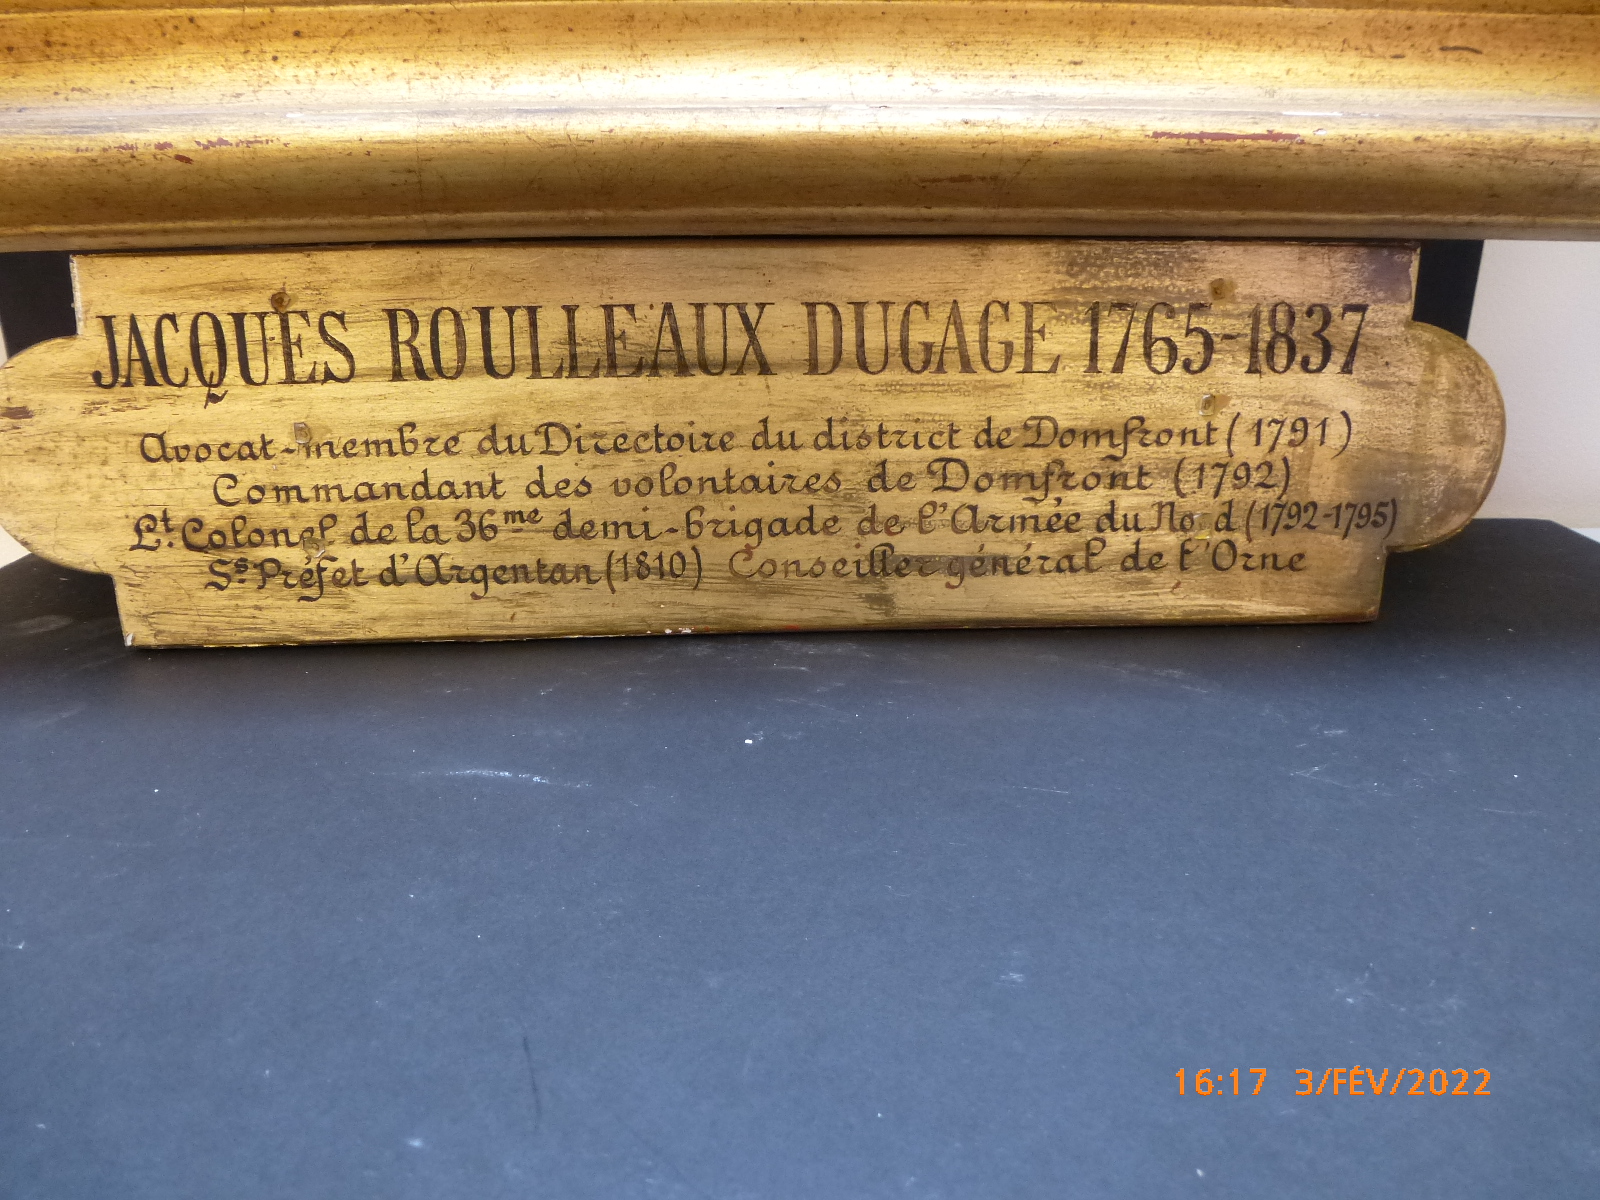 JACQUES ROULLEAUX DUGAGE 1765-1837
Avocat-membre du Directoire du district de Domfront (1791)
Commandant des volontaires de Domfront (1792)
Lt. Colonel de la 36me demi-brigade de l'Armée du No d (1792-1795)
Ss Préfet d'Argentan (1810) Conseiller général de l'Orne
16:17 3/FÉV/2022